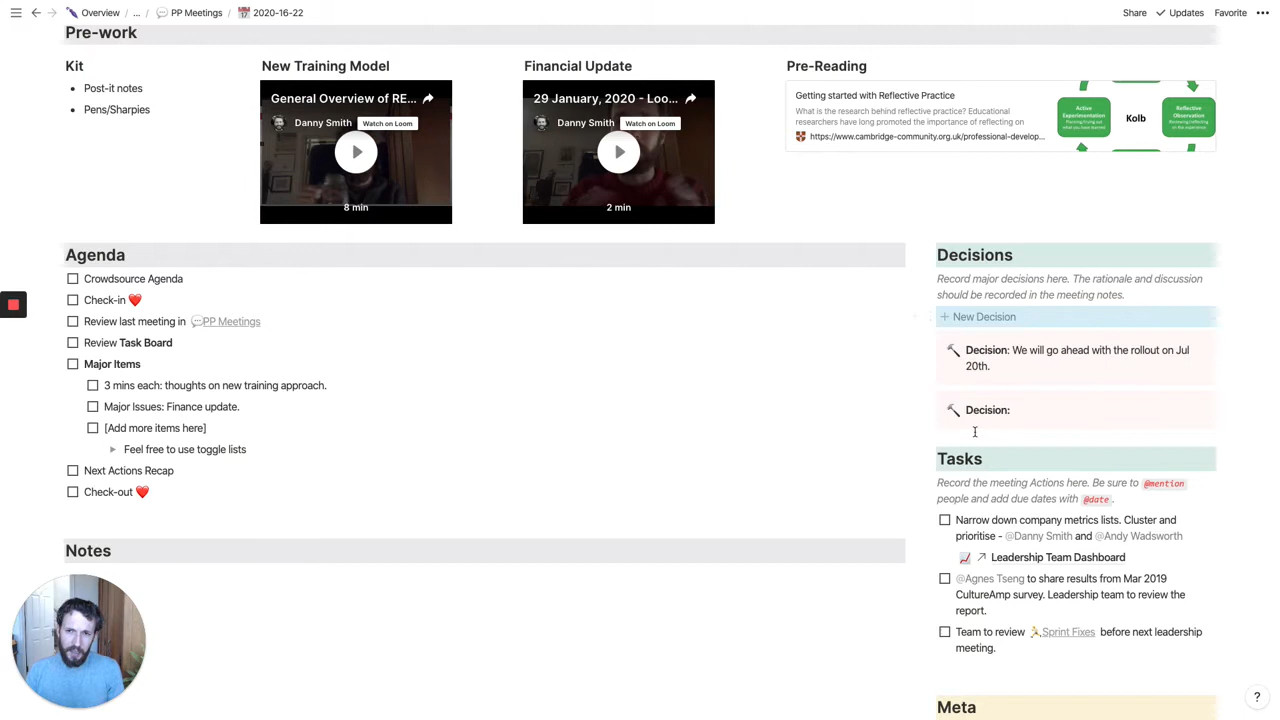 Overview / ... / PP Meetings / 2020-16-22
Share Updates Favorite
Pre-work
Kit
Post-it notes
Pens/Sharpies
New Training Model
General Overview of RE...
Danny Smith Watch on Loom
8 min
Financial Update
29 January, 2020 - Loo...
Danny Smith Watch on Loom
2 min
Pre-Reading
Getting started with Reflective Practice
What is the research behind reflective practice? Educational
researchers have long promoted the importance of reflecting on
https://www.cambridge-community.org.uk/professional-develop...
Active
Experimentation
Kolb
Reflective
Observation
Agenda
Crowdsource Agenda
Check-in ❤️
Review last meeting in PP Meetings
Review Task Board
Major Items
3 mins each: thoughts on new training approach.
Major Issues: Finance update.
[Add more items here]
Feel free to use toggle lists
Next Actions Recap
Check-out ❤️
Notes
Decisions
Record major decisions here. The rationale and discussion
should be recorded in the meeting notes.
+ New Decision
Decision: We will go ahead with the rollout on Jul
20th.
Decision:
Tasks
Record the meeting Actions here. Be sure to @mention
people and add due dates with @date.
Narrow down company metrics lists. Cluster and
prioritise - @Danny Smith and @Andy Wadsworth
Leadership Team Dashboard
@Agnes Tseng to share results from Mar 2019
CultureAmp survey. Leadership team to review the
report.
Team to review Sprint Fixes before next leadership
meeting.
Meta
?